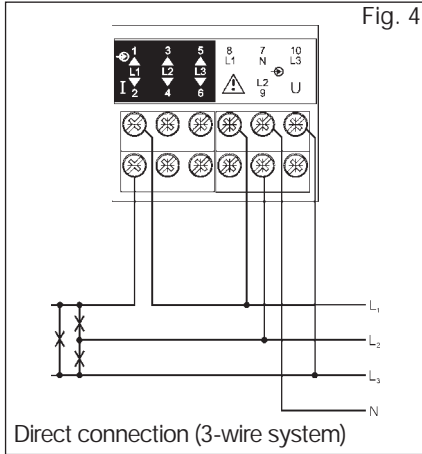 Fig. 4
1 3 5 8 7 10
L1 N L3
L1 L2 L3
L2
I 2 4 6 9 U
L1
L2
L3
N
Direct connection (3-wire system)